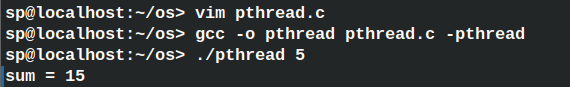 sp@localhost:~/os> vim pthread.c
sp@localhost:~/os> gcc -o pthread pthread.c -pthread
sp@localhost:~/os> ./pthread 5
sum = 15